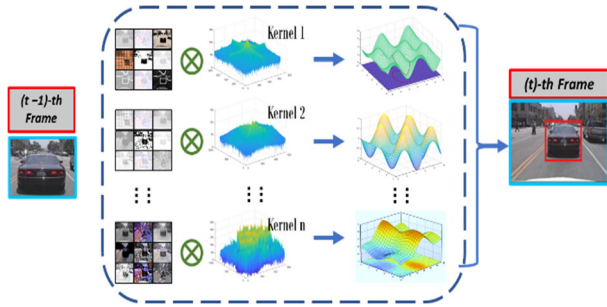 (t –1)-th
Frame
Kernel 1
Kernel 2
Kernel n
(t)-th Frame